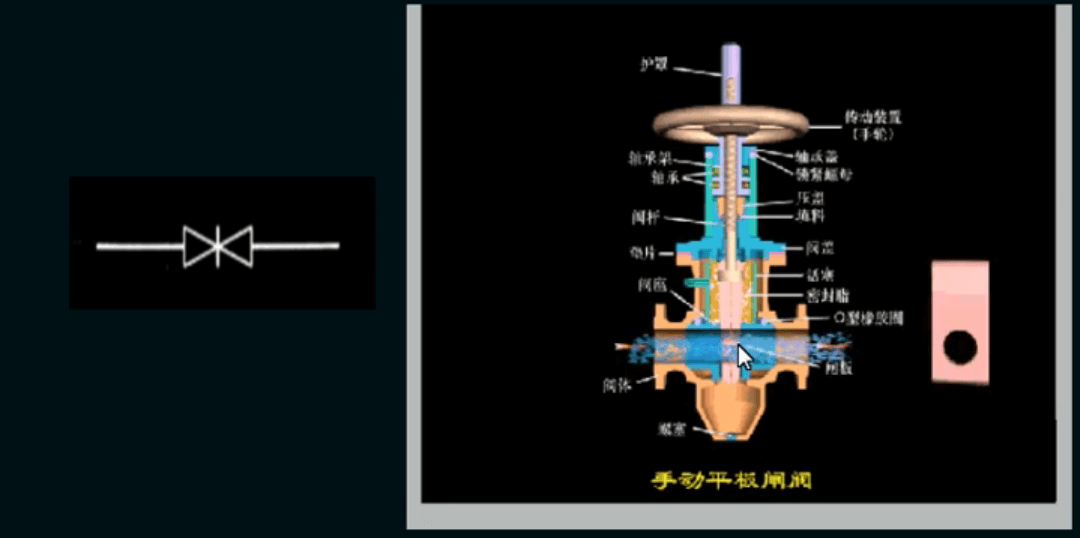 护罩
传动装置
（手轮）
轴承架
轴承盖
轴承
锁紧螺母
压盖
阀杆
填料
垫片
阀盖
活塞
阀座
密封脂
O型橡胶圈
闸板
阀体
螺塞
手动平板闸阀